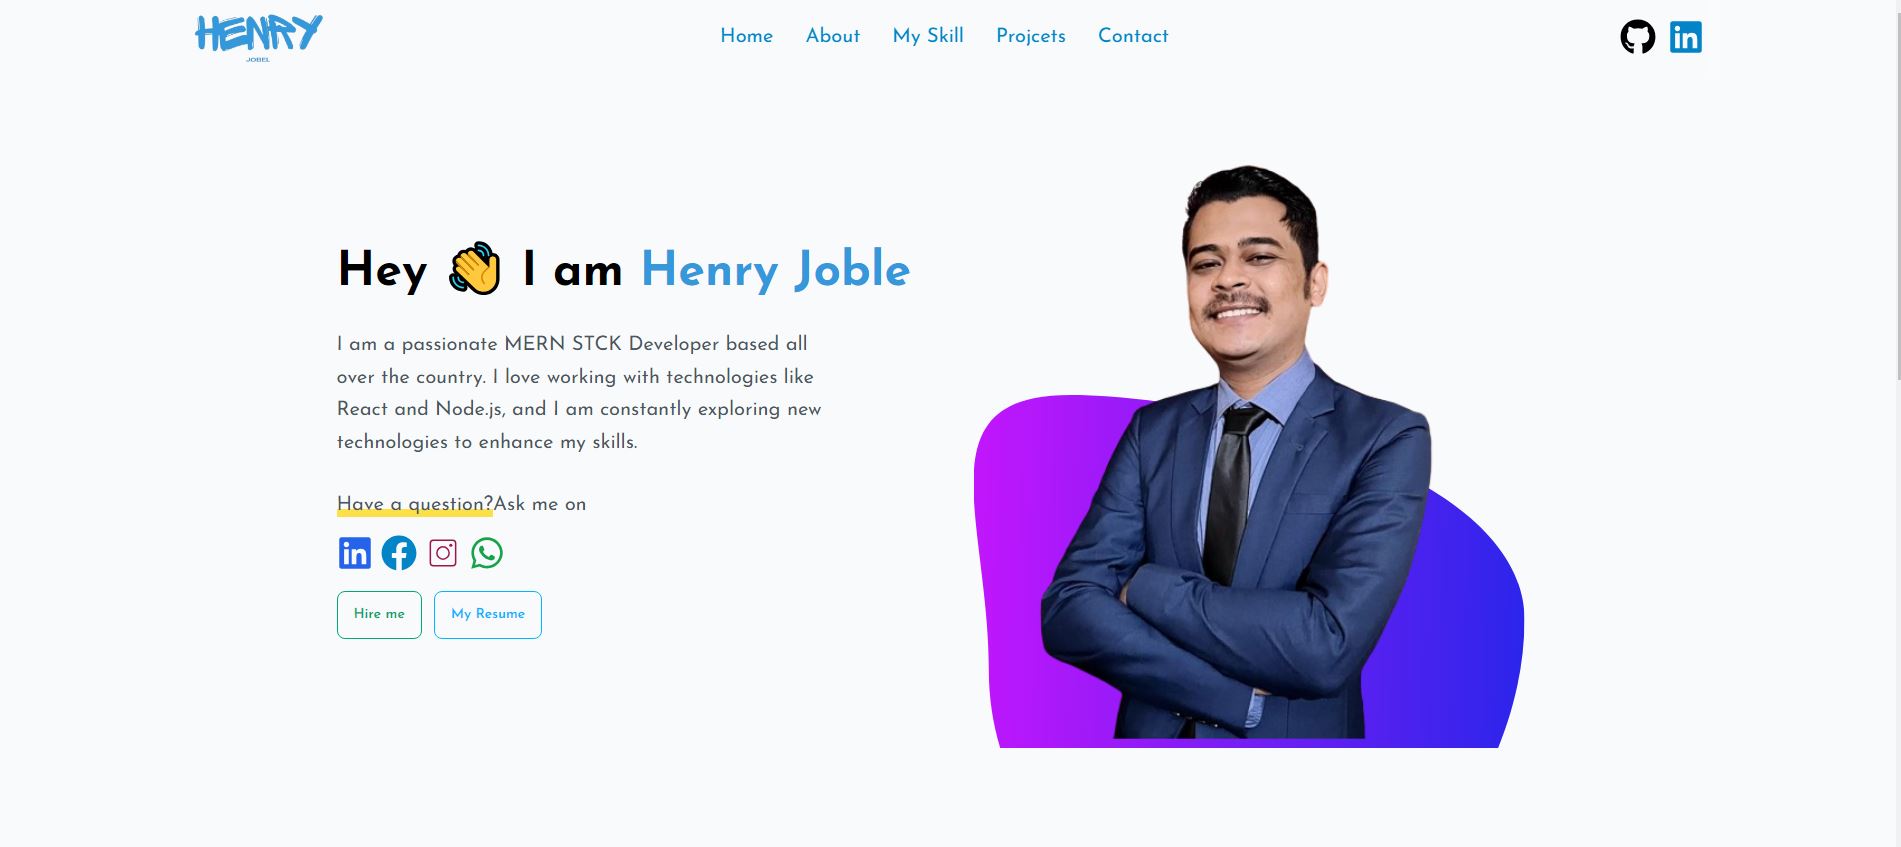 HENRY
JOBEL
Home About My Skill Projcets Contact
Hey 👋 I am Henry Joble
I am a passionate MERN STCK Developer based all
over the country. I love working with technologies like
React and Node.js, and I am constantly exploring new
technologies to enhance my skills.
Have a question?Ask me on
Hire me My Resume